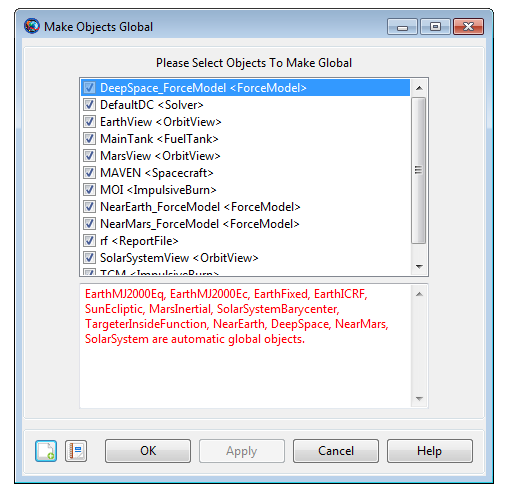 Make Objects Global
Please Select Objects To Make Global
DeepSpace_ForceModel <ForceModel>
DefaultDC <Solver>
EarthView <OrbitView>
MainTank <FuelTank>
MarsView <OrbitView>
MAVEN <Spacecraft>
MOI <ImpulsiveBurn>
NearEarth_ForceModel <ForceModel>
NearMars_ForceModel <ForceModel>
rf <ReportFile>
SolarSystemView <OrbitView>
TCM <ImpulsiveBurn>
EarthMJ2000Eq, EarthMJ2000Ec, EarthFixed, EarthICRF,
SunEcliptic, MarsInertial, SolarSystemBarycenter,
TargeterInsideFunction, NearEarth, DeepSpace, NearMars,
SolarSystem are automatic global objects.
OK Apply Cancel Help